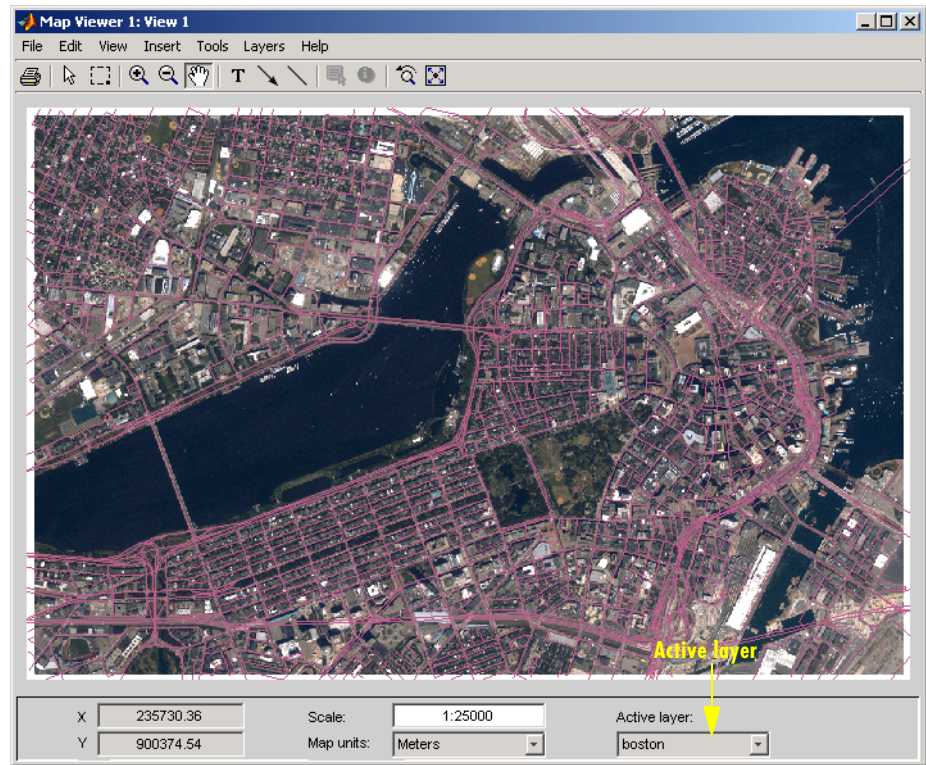 Map Viewer 1: View 1
File Edit View Insert Tools Layers Help
T
Active layer
X 235730.36 Scale: 1:25000 Active layer:
Y 900374.54 Map units: Meters boston